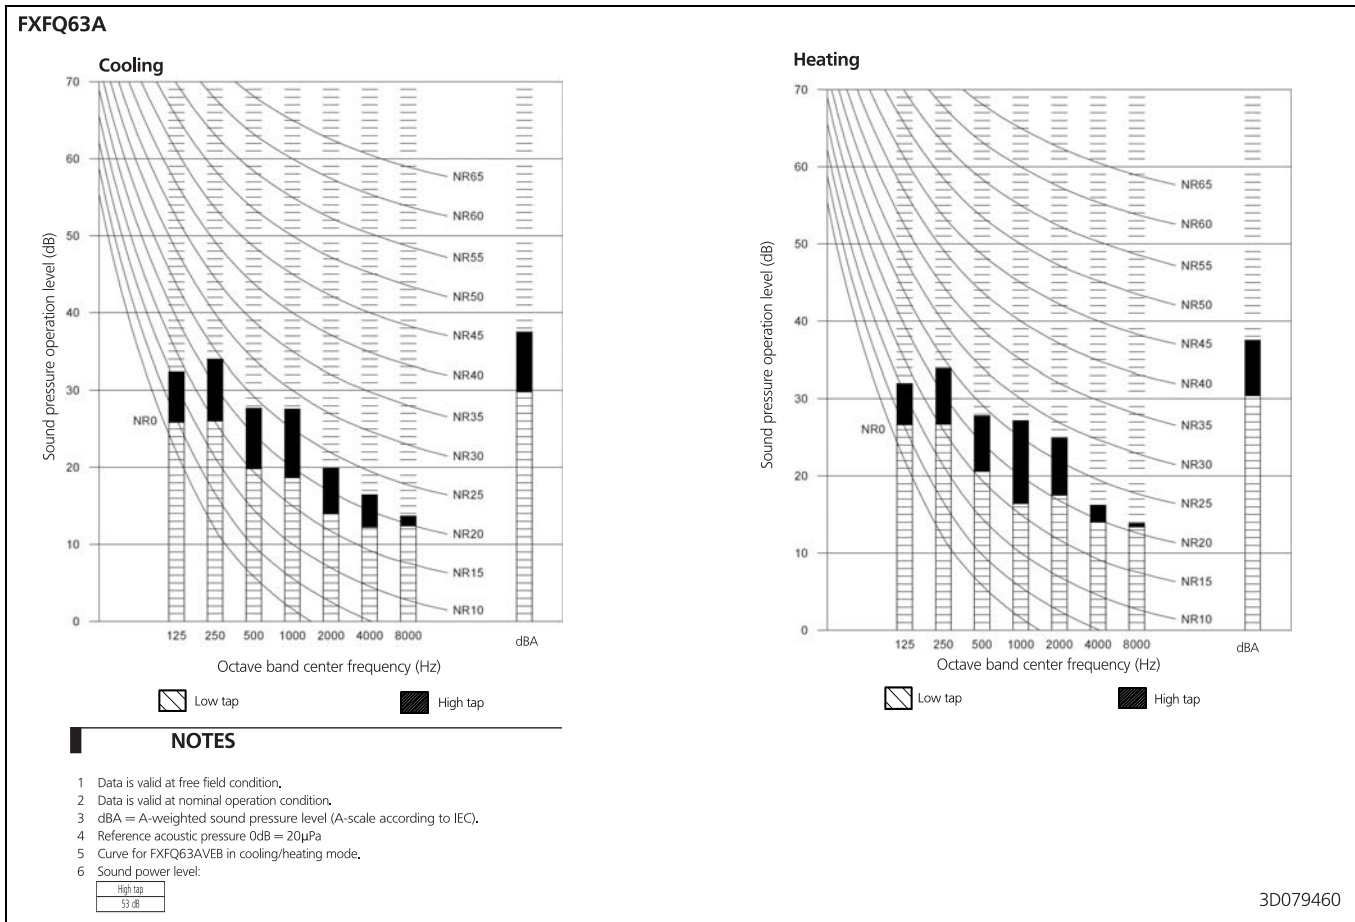 FXFQ63A
Cooling
70
60
50
40
30
20
10
0
Sound pressure operation level (dB)
NR65
NR60
NR55
NR50
NR45
NR40
NR35
NR30
NR25
NR20
NR15
NR10
NR0
125 250 500 1000 2000 4000 8000 dBA
Octave band center frequency (Hz)
Low tap High tap
Heating
70
60
50
40
30
20
10
0
Sound pressure operation level (dB)
NR65
NR60
NR55
NR50
NR45
NR40
NR35
NR30
NR25
NR20
NR15
NR10
NR0
125 250 500 1000 2000 4000 8000 dBA
Octave band center frequency (Hz)
Low tap High tap
NOTES
1 Data is valid at free field condition.
2 Data is valid at nominal operation condition.
3 dBA = A-weighted sound pressure level (A-scale according to IEC).
4 Reference acoustic pressure 0dB = 20μPa
5 Curve for FXFQ63AVEB in cooling/heating mode.
6 Sound power level:
High tap
53 dB
3D079460